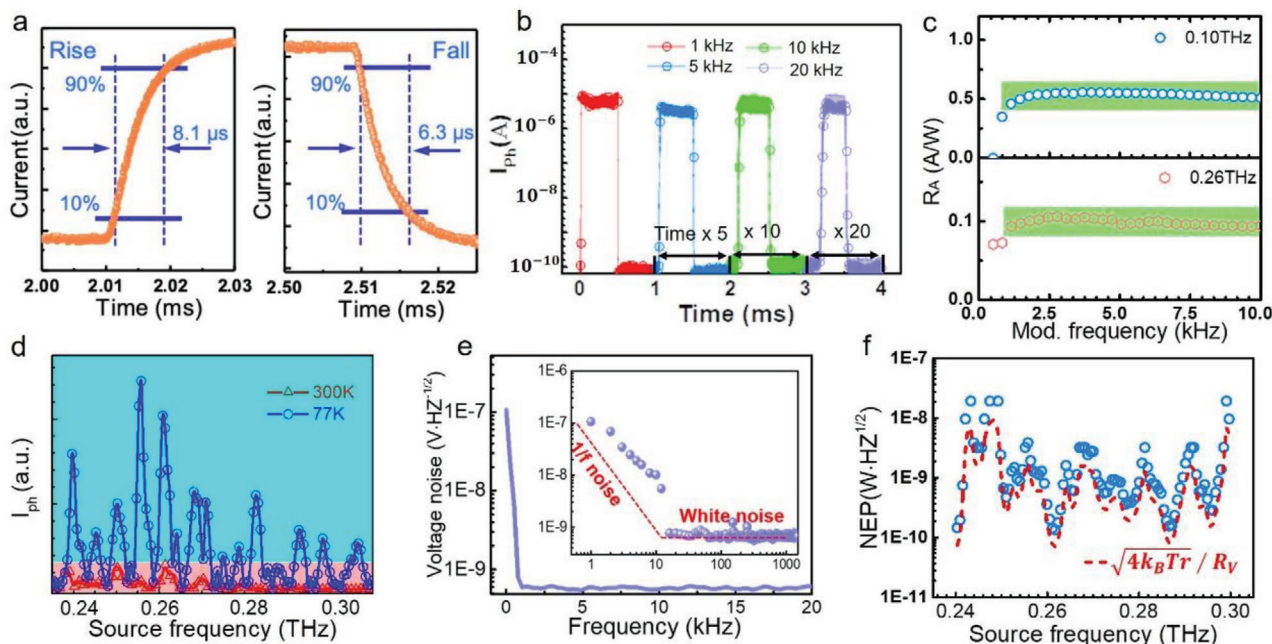 a
Rise
90%
8.1 μs
10%
Current (a.u.)
2.00 2.01 2.02 2.03
Time (ms)
Fall
90%
6.3 μs
10%
Current (a.u.)
2.50 2.51 2.52
Time (ms)
b
1 kHz 10 kHz
5 kHz 20 kHz
10⁻⁴
10⁻⁶
10⁻⁸
10⁻¹⁰
I_Ph (A)
Time x 5 x 10 x 20
0 1 2 3 4
Time (ms)
c
1.0
0.5
0.0
0.10THz
R_A (A/W)
0.26THz
0.1
0.0
0.0 2.5 5.0 7.5 10.0
Mod. frequency (kHz)
d
300K
77K
I_ph (a.u.)
0.24 0.26 0.27 0.28 0.30
Source frequency (THz)
e
Voltage noise (V·HZ⁻¹/²)
1E-7
1E-8
1E-9
1E-6
1E-7
1E-8
1E-9
1/f noise
White noise
1 10 100 1000
0 5 10 15 20
Frequency (kHz)
f
NEP(W·HZ¹/²)
1E-7
1E-8
1E-9
1E-10
1E-11
√4k_BTr / R_V
0.24 0.26 0.28 0.30
Source frequency (THz)